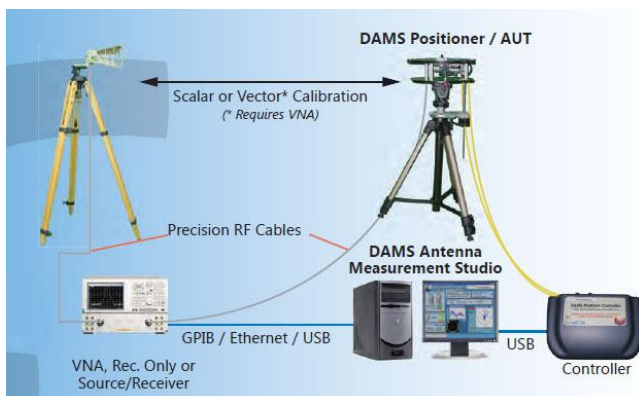 DAMS Positioner / AUT
Scalar or Vector* Calibration
(* Requires VNA)
Precision RF Cables
DAMS Antenna
Measurement Studio
GPIB / Ethernet / USB
USB
VNA, Rec. Only or
Source/Receiver
Controller